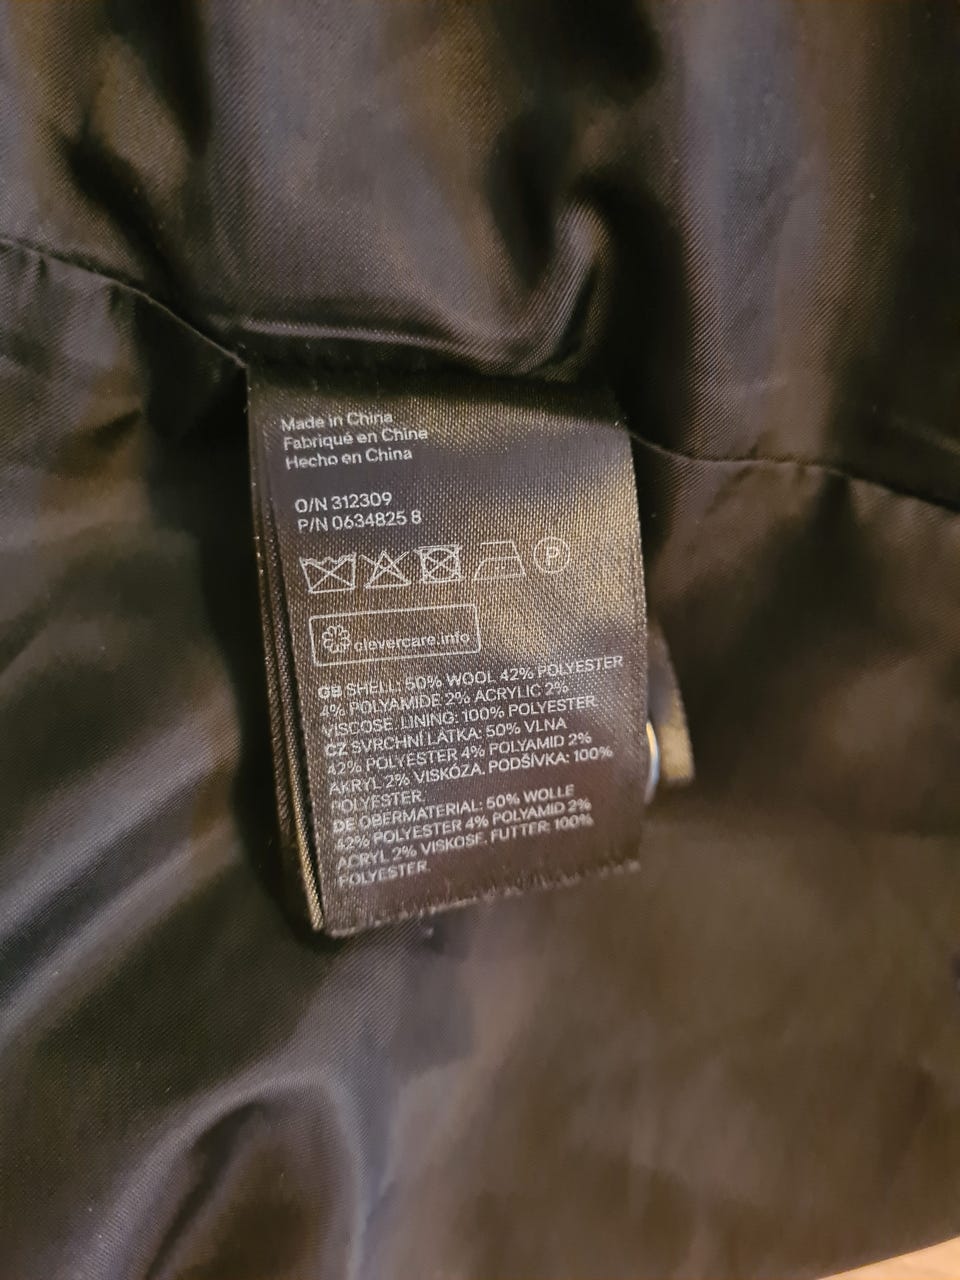 Made in China
Fabriqué en Chine
Hecho en China
O/N 312309
P/N 0634825 8
P
clevercare.info
GB SHELL: 50% WOOL 42% POLYESTER
4% POLYAMIDE 2% ACRYLIC 2%
VISCOSE. LINING: 100% POLYESTER.
CZ SVRCHNÍ LÁTKA: 50% VLNA
42% POLYESTER 4% POLYAMID 2%
AKRYL 2% VISKÓZA. PODŠÍVKA: 100%
POLYESTER.
DE OBERMATERIAL: 50% WOLLE
42% POLYESTER 4% POLYAMID 2%
ACRYL 2% VISKOSE. FUTTER: 100%
POLYESTER.